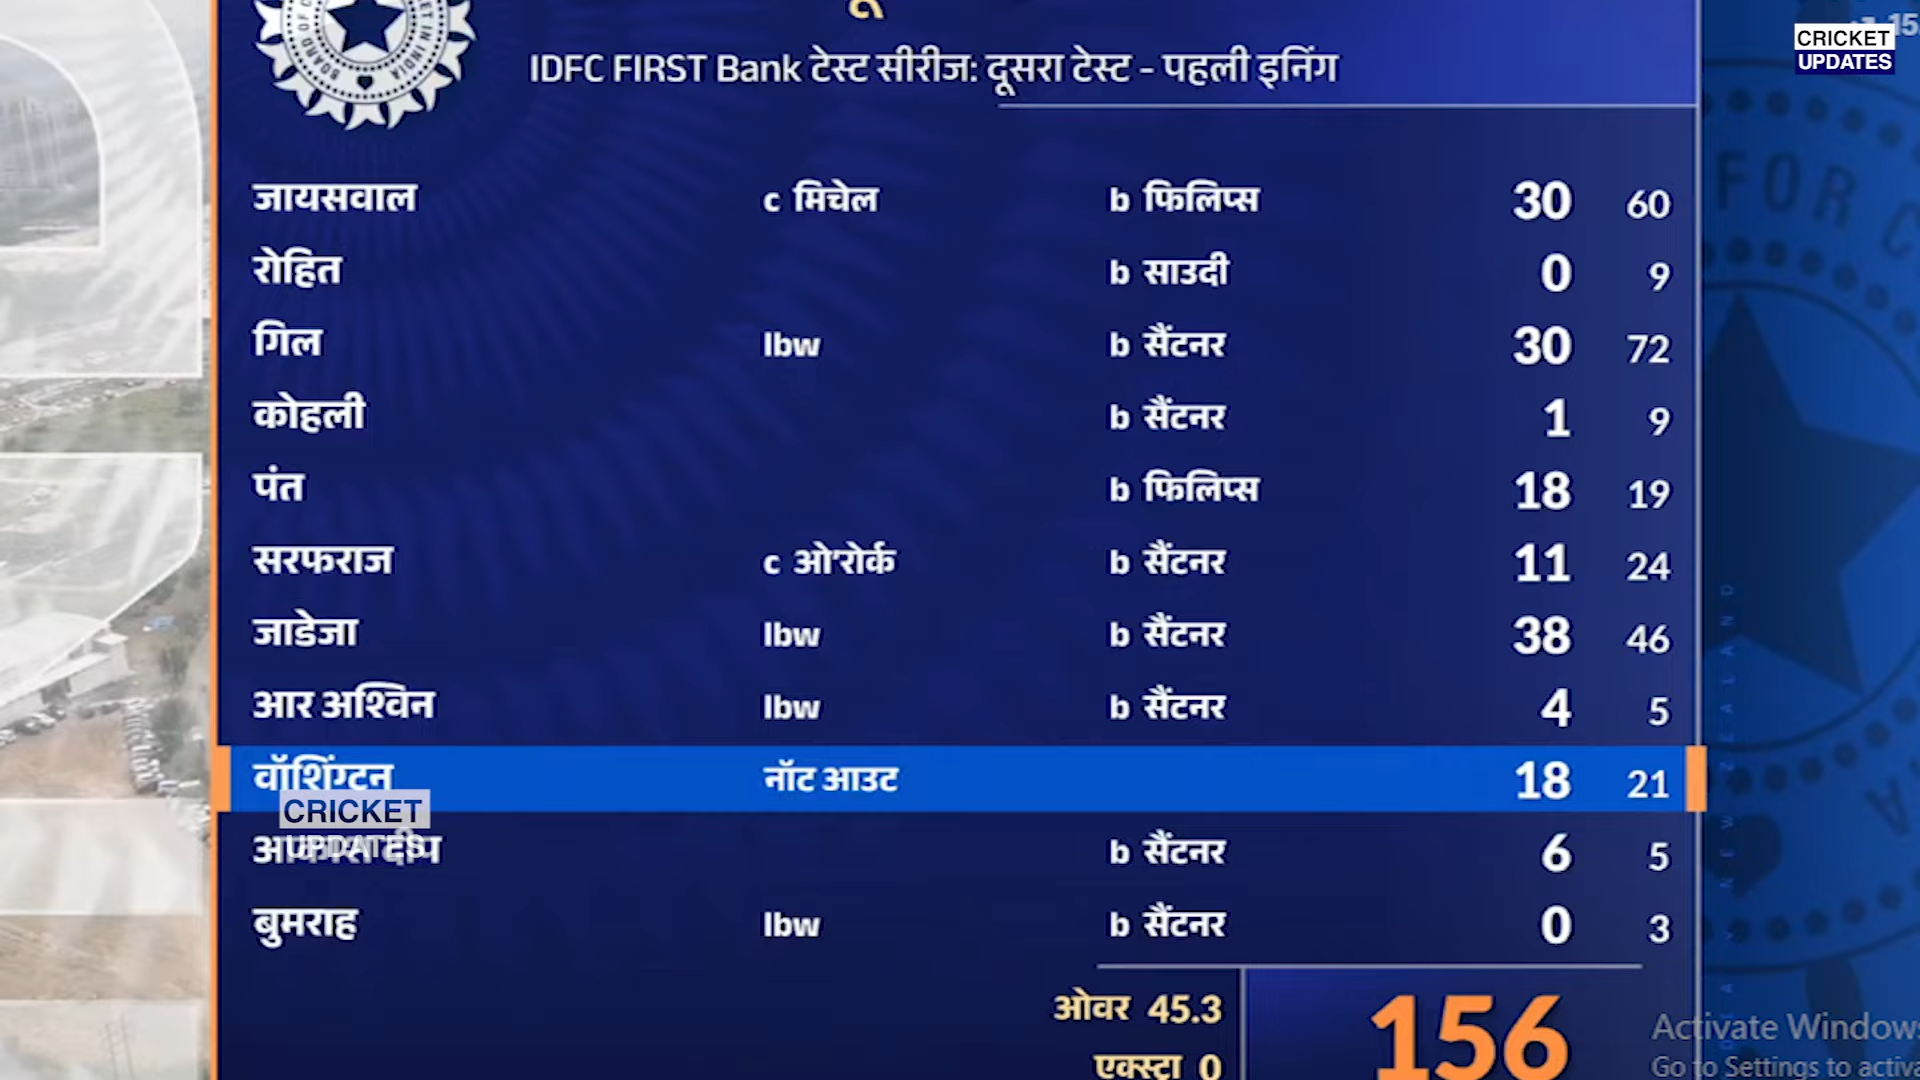 CRICKET
UPDATES
IDFC FIRST Bank टेस्ट सीरीज: दूसरा टेस्ट - पहली इनिंग
जायसवाल c मिचेल b फिलिप्स 30 60
रोहित b साउदी 0 9
गिल lbw b सैंटनर 30 72
कोहली b सैंटनर 1 9
पंत b फिलिप्स 18 19
सरफराज c ओ'रोर्क b सैंटनर 11 24
जाडेजा lbw b सैंटनर 38 46
आर अश्विन lbw b सैंटनर 4 5
वॉशिंग्टन नॉट आउट 18 21
CRICKET
UPDATES
आकाश दीप b सैंटनर 6 5
बुमराह lbw b सैंटनर 0 3
ओवर 45.3
एक्स्ट्रा 0
156
Activate Windows
Go to Settings to activa